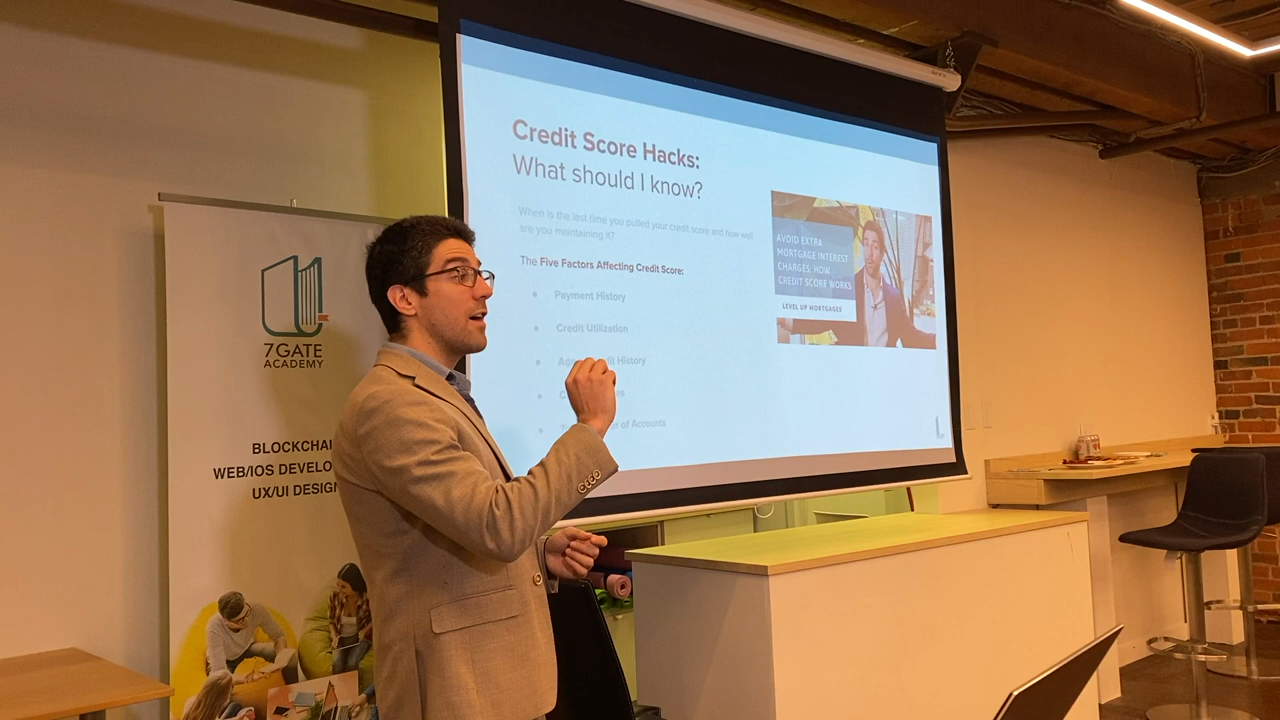 7GATE
ACADEMY
BLOCKCHAI
WEB/IOS DEVELO
UX/UI DESIGN
Credit Score Hacks:
What should I know?
When is the last time you pulled your credit score and how well
are you maintaining it?
The Five Factors Affecting Credit Score:
Payment History
Credit Utilization
History
of Accounts
AVOID EXTRA
MORTGAGE INTEREST
CHARGES: HOW
CREDIT SCORE WORKS
LEVEL UP MORTGAGES